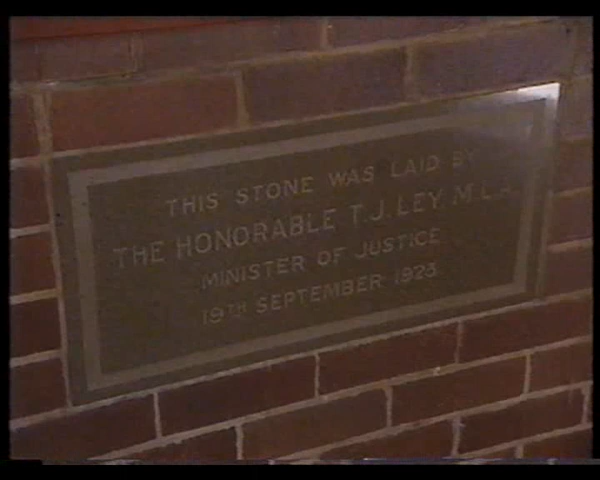 THIS STONE WAS LAID BY
THE HONORABLE T.J. LEY, M.L.A.
MINISTER OF JUSTICE
19TH SEPTEMBER 1923